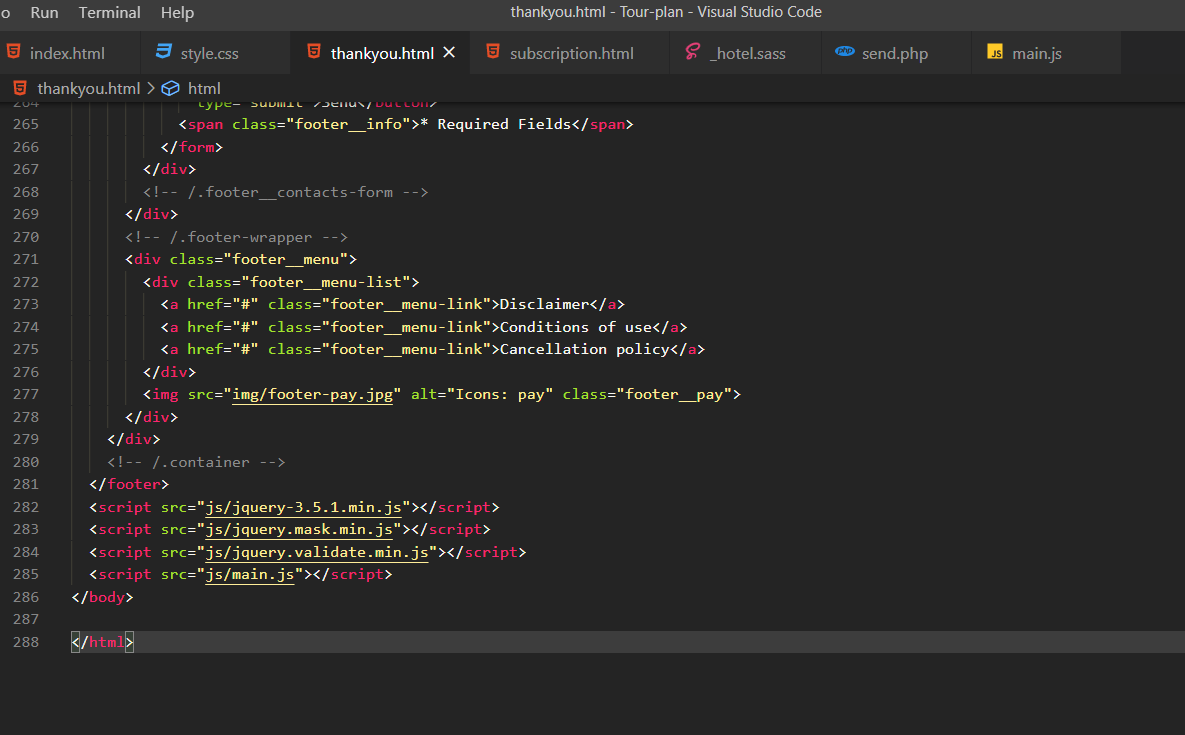 o Run Terminal Help thankyou.html - Tour-plan - Visual Studio Code
index.html style.css thankyou.html × subscription.html _hotel.sass php send.php JS main.js
thankyou.html > html
264 type="submit">Send</button>
265 <span class="footer__info">* Required Fields</span>
266 </form>
267 </div>
268 <!-- /.footer__contacts-form -->
269 </div>
270 <!-- /.footer-wrapper -->
271 <div class="footer__menu">
272 <div class="footer__menu-list">
273 <a href="#" class="footer__menu-link">Disclaimer</a>
274 <a href="#" class="footer__menu-link">Conditions of use</a>
275 <a href="#" class="footer__menu-link">Cancellation policy</a>
276 </div>
277 <img src="img/footer-pay.jpg" alt="Icons: pay" class="footer__pay">
278 </div>
279 </div>
280 <!-- /.container -->
281 </footer>
282 <script src="js/jquery-3.5.1.min.js"></script>
283 <script src="js/jquery.mask.min.js"></script>
284 <script src="js/jquery.validate.min.js"></script>
285 <script src="js/main.js"></script>
286 </body>
287
288 </html>